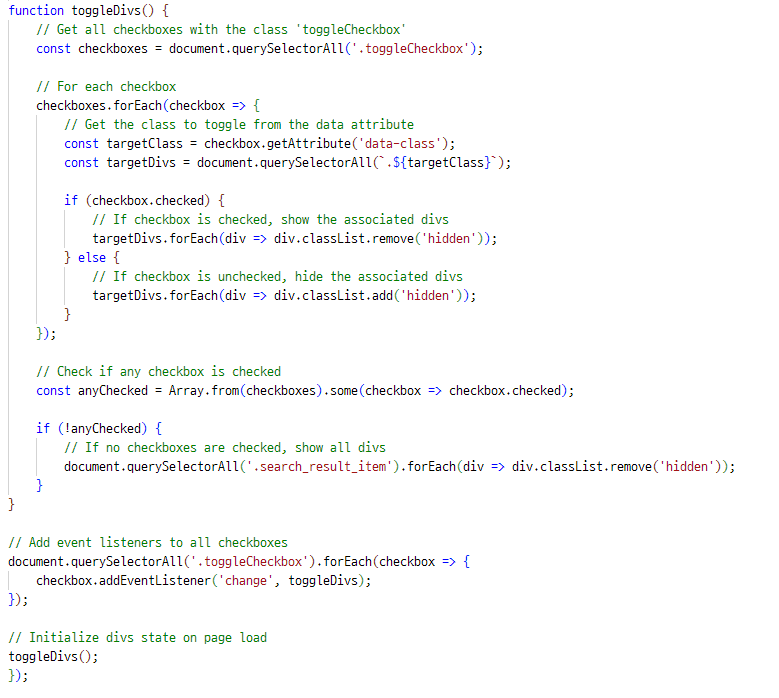 function toggleDivs() {
    // Get all checkboxes with the class 'toggleCheckbox'
    const checkboxes = document.querySelectorAll('.toggleCheckbox');

    // For each checkbox
    checkboxes.forEach(checkbox => {
        // Get the class to toggle from the data attribute
        const targetClass = checkbox.getAttribute('data-class');
        const targetDivs = document.querySelectorAll(`.${targetClass}`);

        if (checkbox.checked) {
            // If checkbox is checked, show the associated divs
            targetDivs.forEach(div => div.classList.remove('hidden'));
        } else {
            // If checkbox is unchecked, hide the associated divs
            targetDivs.forEach(div => div.classList.add('hidden'));
        }
    });

    // Check if any checkbox is checked
    const anyChecked = Array.from(checkboxes).some(checkbox => checkbox.checked);

    if (!anyChecked) {
        // If no checkboxes are checked, show all divs
        document.querySelectorAll('.search_result_item').forEach(div => div.classList.remove('hidden'));
    }
}

// Add event listeners to all checkboxes
document.querySelectorAll('.toggleCheckbox').forEach(checkbox => {
    checkbox.addEventListener('change', toggleDivs);
});

// Initialize divs state on page load
toggleDivs();
});